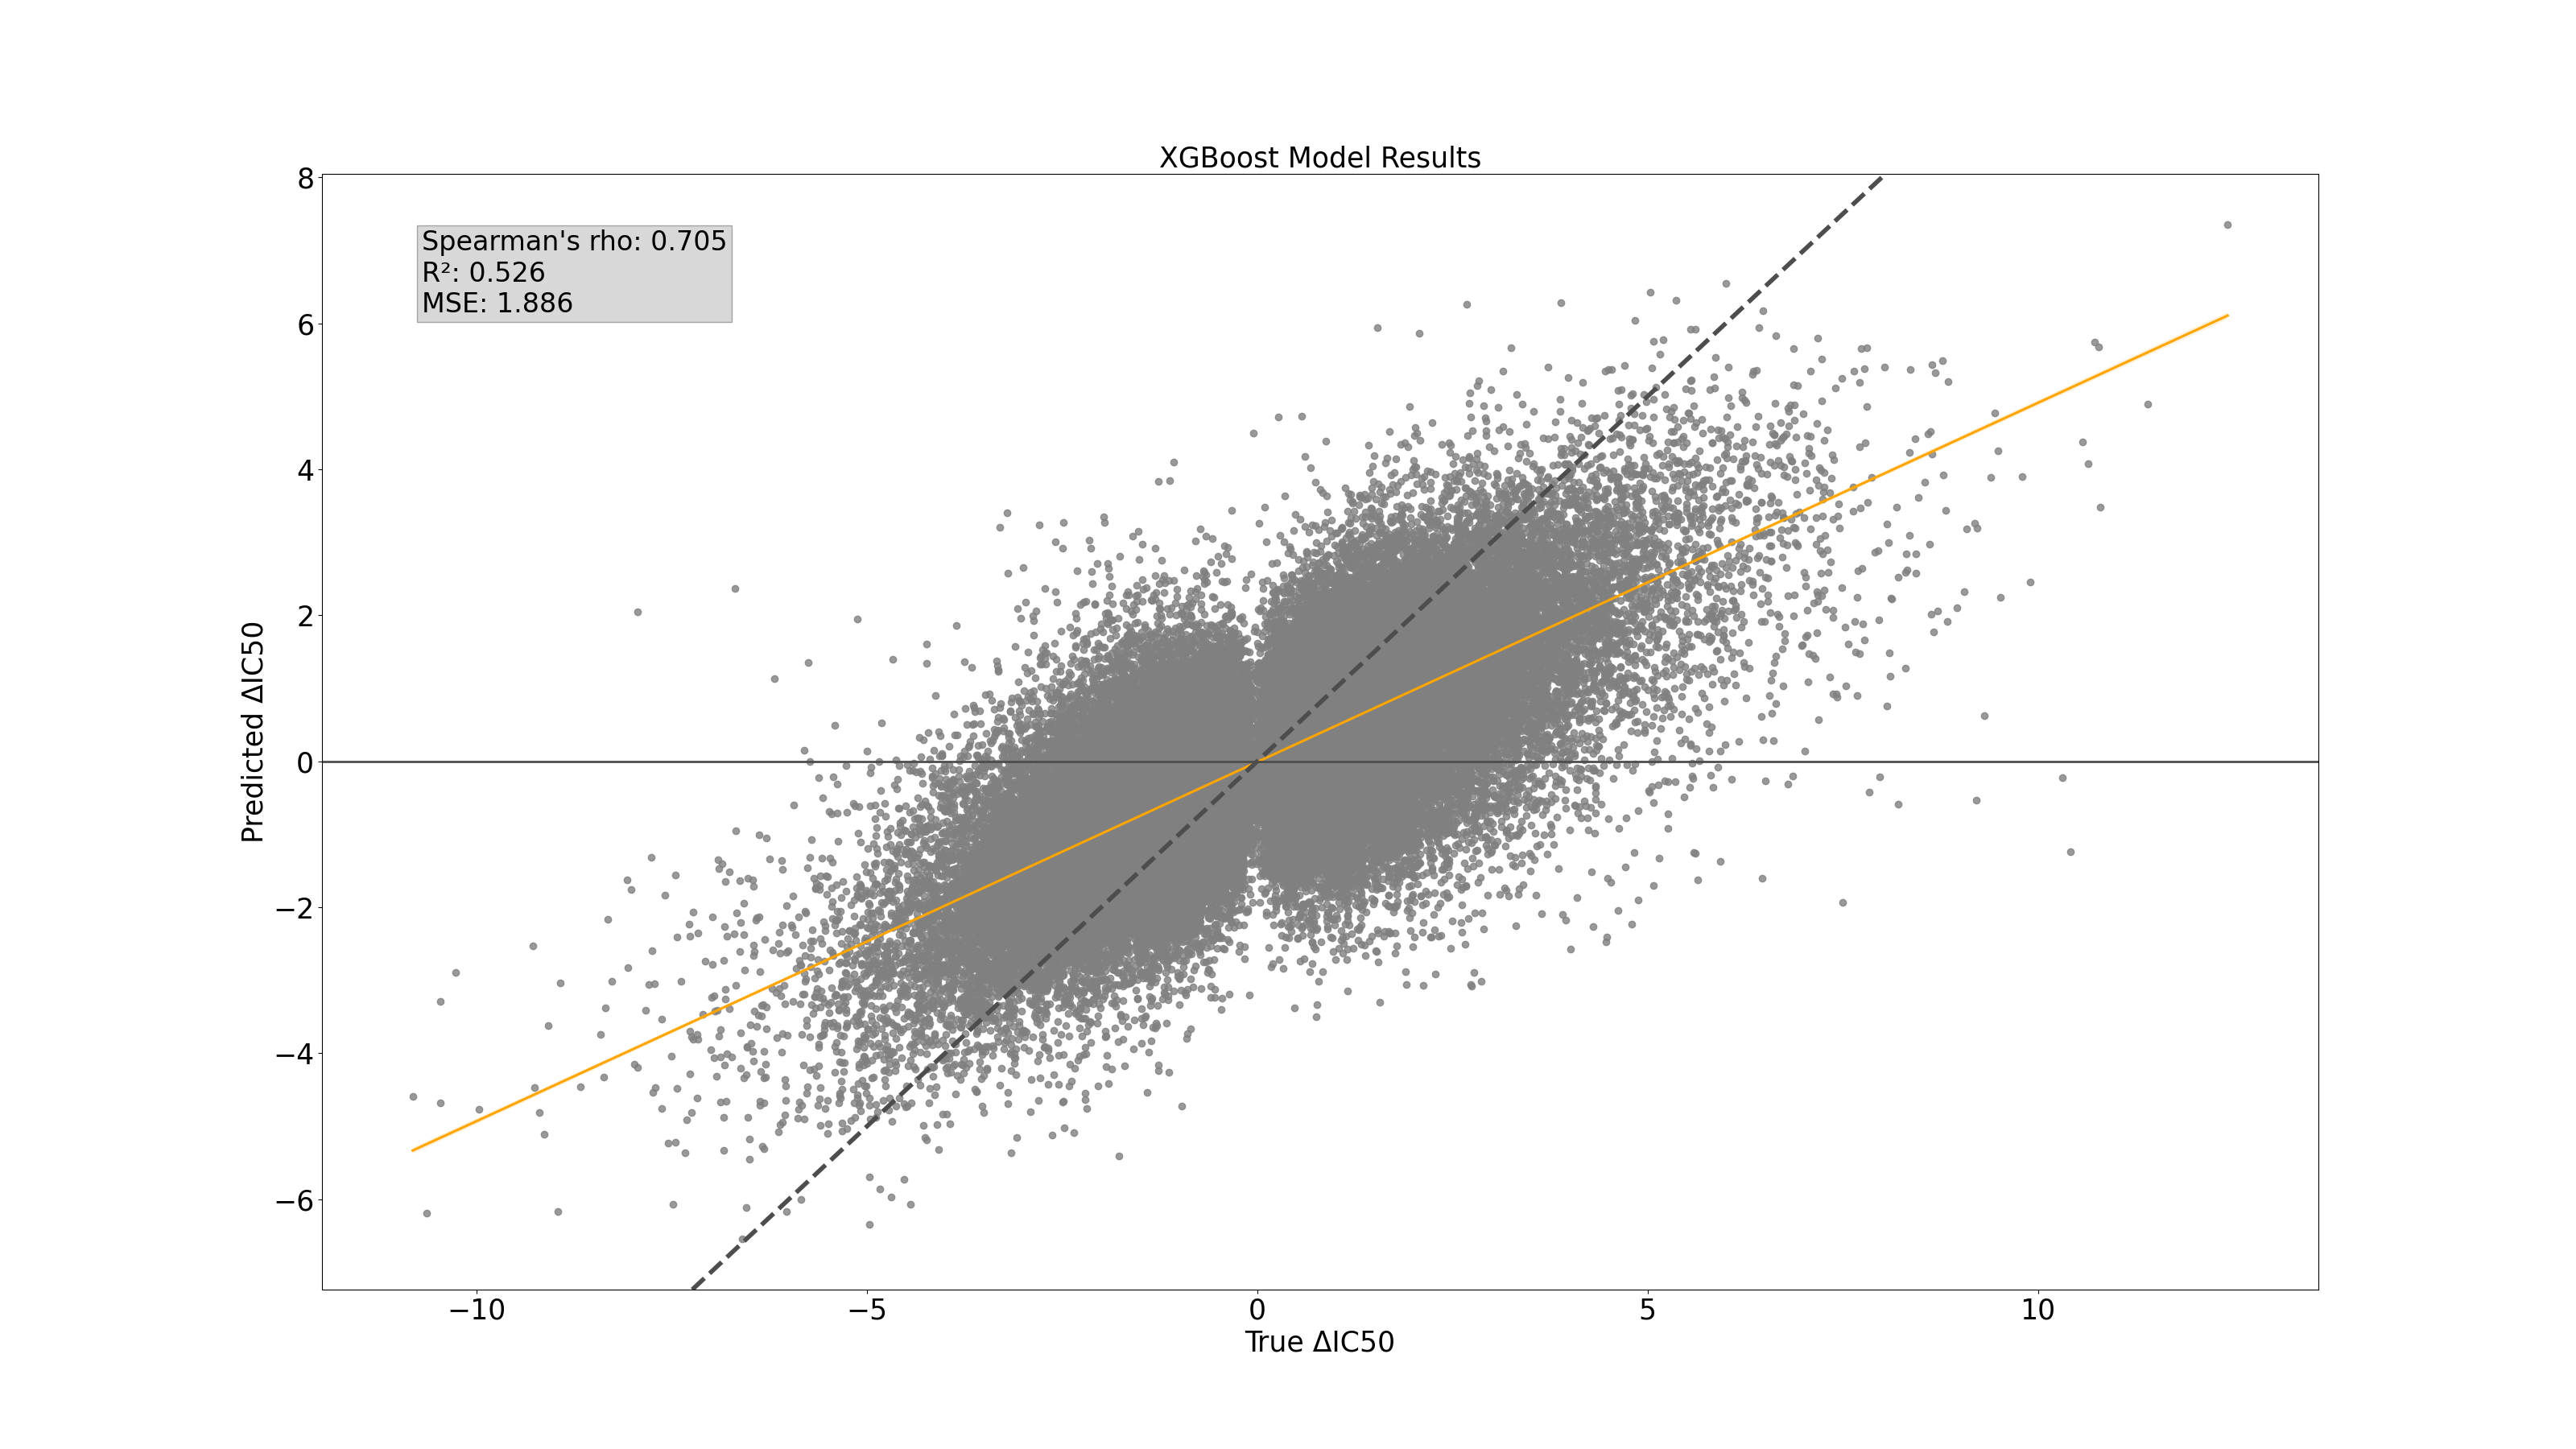 XGBoost Model Results
8
Spearman's rho: 0.705
R²: 0.526
MSE: 1.886
6
4
2
0
−2
−4
−6
Predicted ΔIC50
−10 −5 0 5 10
True ΔIC50